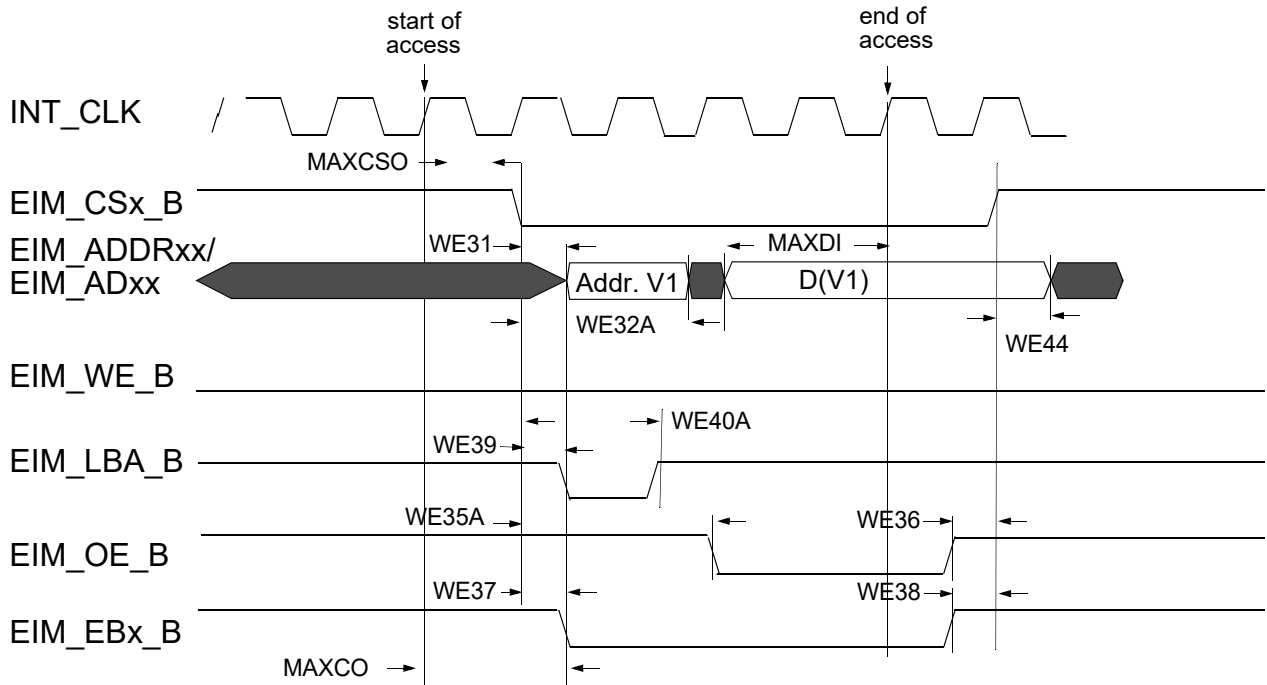 start of
access
end of
access
INT_CLK
MAXCSO
EIM_CSx_B
WE31
MAXDI
EIM_ADDRxx/
EIM_ADxx
Addr. V1
D(V1)
WE32A
WE44
EIM_WE_B
WE40A
WE39
EIM_LBA_B
WE35A
WE36
EIM_OE_B
WE37
WE38
EIM_EBx_B
MAXCO